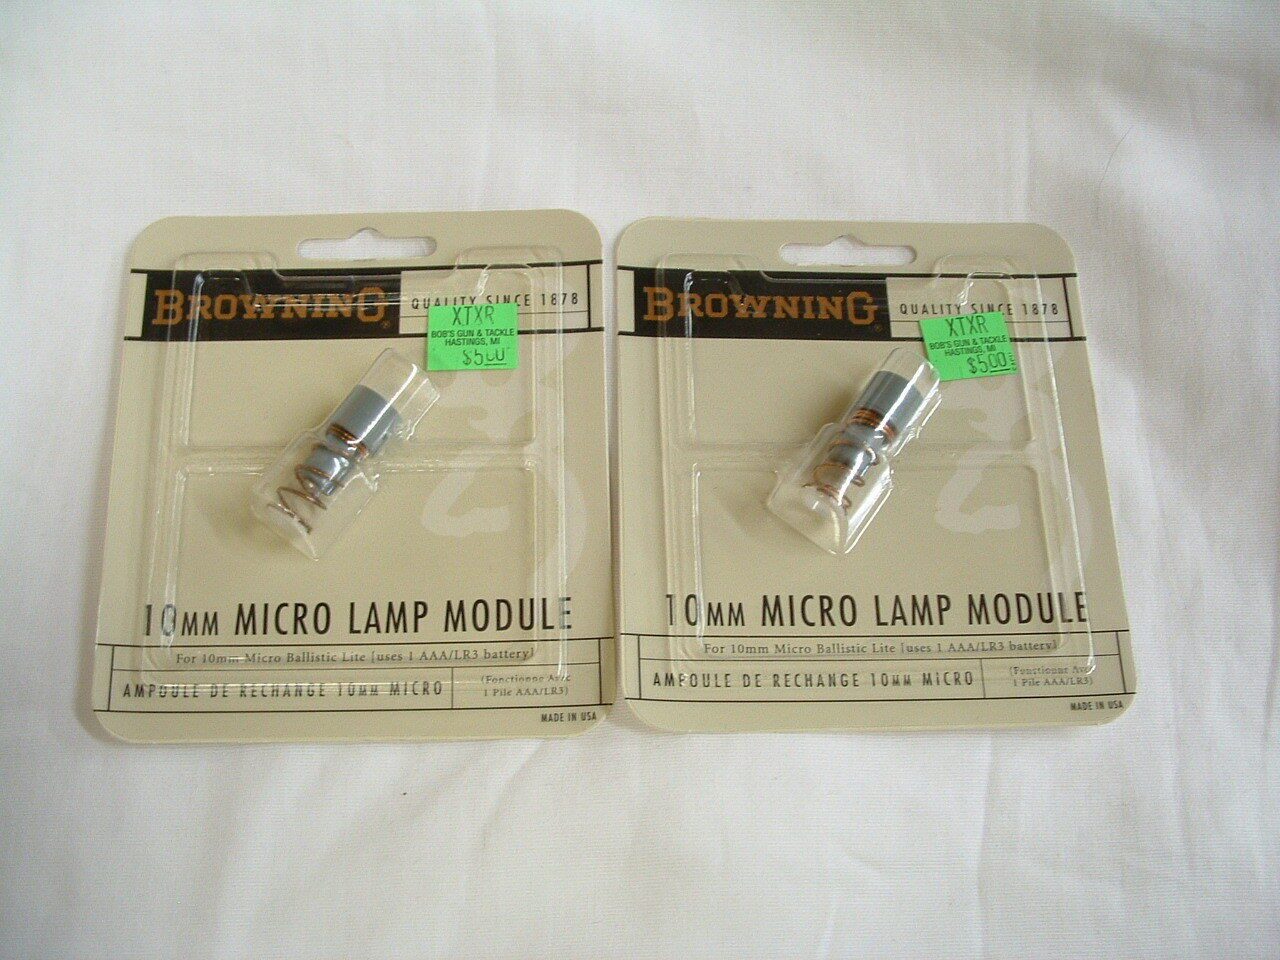 BROWNING®
QUALITY SINCE 1878
XTXR
BOB'S GUN & TACKLE
HASTINGS, MI
$5.00
10MM MICRO LAMP MODULE
For 10mm Micro Ballistic Lite [uses 1 AAA/LR3 battery]
AMPOULE DE RECHANGE 10MM MICRO
(Fonctionne Avec
1 Pile AAA/LR3)
MADE IN USA
BROWNING®
QUALITY SINCE 1878
XTXR
BOB'S GUN & TACKLE
HASTINGS, MI
$5.00
10MM MICRO LAMP MODULE
For 10mm Micro Ballistic Lite [uses 1 AAA/LR3 battery]
AMPOULE DE RECHANGE 10MM MICRO
(Fonctionne Avec
1 Pile AAA/LR3)
MADE IN USA